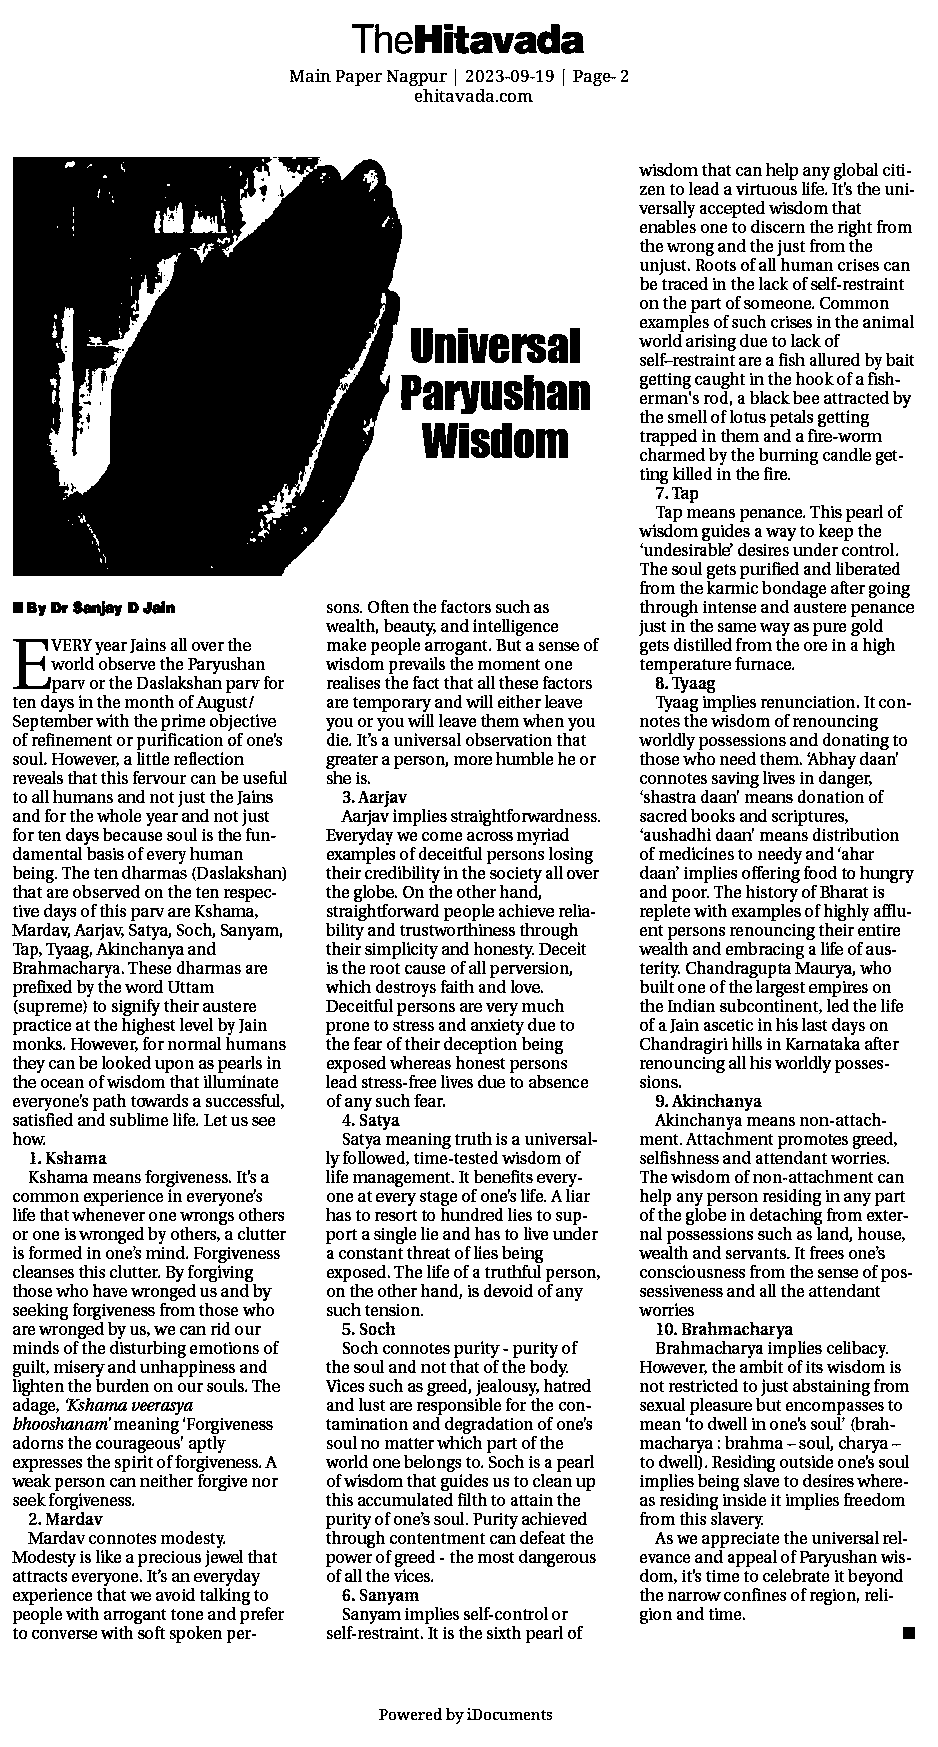 TheHitavada
Main Paper Nagpur | 2023-09-19 | Page- 2
ehitavada.com
Universal
Paryushan
Wisdom
■ By Dr Sanjay D Jain
EVERY year Jains all over the
world observe the Paryushan
parv or the Daslakshan parv for
ten days in the month of August/
September with the prime objective
of refinement or purification of one's
soul. However, a little reflection
reveals that this fervour can be useful
to all humans and not just the Jains
and for the whole year and not just
for ten days because soul is the fun-
damental basis of every human
being. The ten dharmas (Daslakshan)
that are observed on the ten respec-
tive days of this parv are Kshama,
Mardav, Aarjav, Satya, Soch, Sanyam,
Tap, Tyaag, Akinchanya and
Brahmacharya. These dharmas are
prefixed by the word Uttam
(supreme) to signify their austere
practice at the highest level by Jain
monks. However, for normal humans
they can be looked upon as pearls in
the ocean of wisdom that illuminate
everyone's path towards a successful,
satisfied and sublime life. Let us see
how.
1. Kshama
Kshama means forgiveness. It's a
common experience in everyone's
life that whenever one wrongs others
or one is wronged by others, a clutter
is formed in one's mind. Forgiveness
cleanses this clutter. By forgiving
those who have wronged us and by
seeking forgiveness from those who
are wronged by us, we can rid our
minds of the disturbing emotions of
guilt, misery and unhappiness and
lighten the burden on our souls. The
adage, 'Kshama veerasya
bhooshanam' meaning 'Forgiveness
adorns the courageous' aptly
expresses the spirit of forgiveness. A
weak person can neither forgive nor
seek forgiveness.
2. Mardav
Mardav connotes modesty.
Modesty is like a precious jewel that
attracts everyone. It's an everyday
experience that we avoid talking to
people with arrogant tone and prefer
to converse with soft spoken per-
sons. Often the factors such as
wealth, beauty, and intelligence
make people arrogant. But a sense of
wisdom prevails the moment one
realises the fact that all these factors
are temporary and will either leave
you or you will leave them when you
die. It's a universal observation that
greater a person, more humble he or
she is.
3. Aarjav
Aarjav implies straightforwardness.
Everyday we come across myriad
examples of deceitful persons losing
their credibility in the society all over
the globe. On the other hand,
straightforward people achieve relia-
bility and trustworthiness through
their simplicity and honesty. Deceit
is the root cause of all perversion,
which destroys faith and love.
Deceitful persons are very much
prone to stress and anxiety due to
the fear of their deception being
exposed whereas honest persons
lead stress-free lives due to absence
of any such fear.
4. Satya
Satya meaning truth is a universal-
ly followed, time-tested wisdom of
life management. It benefits every-
one at every stage of one's life. A liar
has to resort to hundred lies to sup-
port a single lie and has to live under
a constant threat of lies being
exposed. The life of a truthful person,
on the other hand, is devoid of any
such tension.
5. Soch
Soch connotes purity - purity of
the soul and not that of the body.
Vices such as greed, jealousy, hatred
and lust are responsible for the con-
tamination and degradation of one's
soul no matter which part of the
world one belongs to. Soch is a pearl
of wisdom that guides us to clean up
this accumulated filth to attain the
purity of one's soul. Purity achieved
through contentment can defeat the
power of greed - the most dangerous
of all the vices.
6. Sanyam
Sanyam implies self-control or
self-restraint. It is the sixth pearl of
wisdom that can help any global citi-
zen to lead a virtuous life. It's the uni-
versally accepted wisdom that
enables one to discern the right from
the wrong and the just from the
unjust. Roots of all human crises can
be traced in the lack of self-restraint
on the part of someone. Common
examples of such crises in the animal
world arising due to lack of
self–restraint are a fish allured by bait
getting caught in the hook of a fish-
erman's rod, a black bee attracted by
the smell of lotus petals getting
trapped in them and a fire-worm
charmed by the burning candle get-
ting killed in the fire.
7. Tap
Tap means penance. This pearl of
wisdom guides a way to keep the
'undesirable' desires under control.
The soul gets purified and liberated
from the karmic bondage after going
through intense and austere penance
just in the same way as pure gold
gets distilled from the ore in a high
temperature furnace.
8. Tyaag
Tyaag implies renunciation. It con-
notes the wisdom of renouncing
worldly possessions and donating to
those who need them. 'Abhay daan'
connotes saving lives in danger,
'shastra daan' means donation of
sacred books and scriptures,
'aushadhi daan' means distribution
of medicines to needy and 'ahar
daan' implies offering food to hungry
and poor. The history of Bharat is
replete with examples of highly afflu-
ent persons renouncing their entire
wealth and embracing a life of aus-
terity. Chandragupta Maurya, who
built one of the largest empires on
the Indian subcontinent, led the life
of a Jain ascetic in his last days on
Chandragiri hills in Karnataka after
renouncing all his worldly posses-
sions.
9. Akinchanya
Akinchanya means non-attach-
ment. Attachment promotes greed,
selfishness and attendant worries.
The wisdom of non-attachment can
help any person residing in any part
of the globe in detaching from exter-
nal possessions such as land, house,
wealth and servants. It frees one's
consciousness from the sense of pos-
sessiveness and all the attendant
worries
10. Brahmacharya
Brahmacharya implies celibacy.
However, the ambit of its wisdom is
not restricted to just abstaining from
sexual pleasure but encompasses to
mean 'to dwell in one's soul' (brah-
macharya : brahma – soul, charya –
to dwell). Residing outside one's soul
implies being slave to desires where-
as residing inside it implies freedom
from this slavery.
As we appreciate the universal rel-
evance and appeal of Paryushan wis-
dom, it's time to celebrate it beyond
the narrow confines of region, reli-
gion and time.
■
Powered by iDocuments